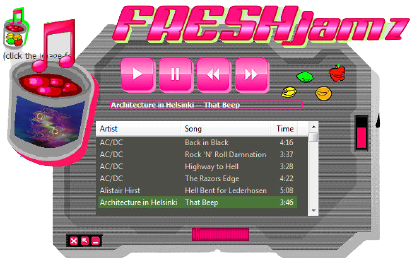 FRESHjamz
(click the image f
Architecture in Helsinki -- That Beep
Artist Song Time
AC/DC Back in Black 4:16
AC/DC Rock 'N' Roll Damnation 3:37
AC/DC Highway to Hell 3:28
AC/DC The Razors Edge 4:22
Alistair Hirst Hell Bent for Lederhosen 5:08
Architecture in Helsinki That Beep 3:46